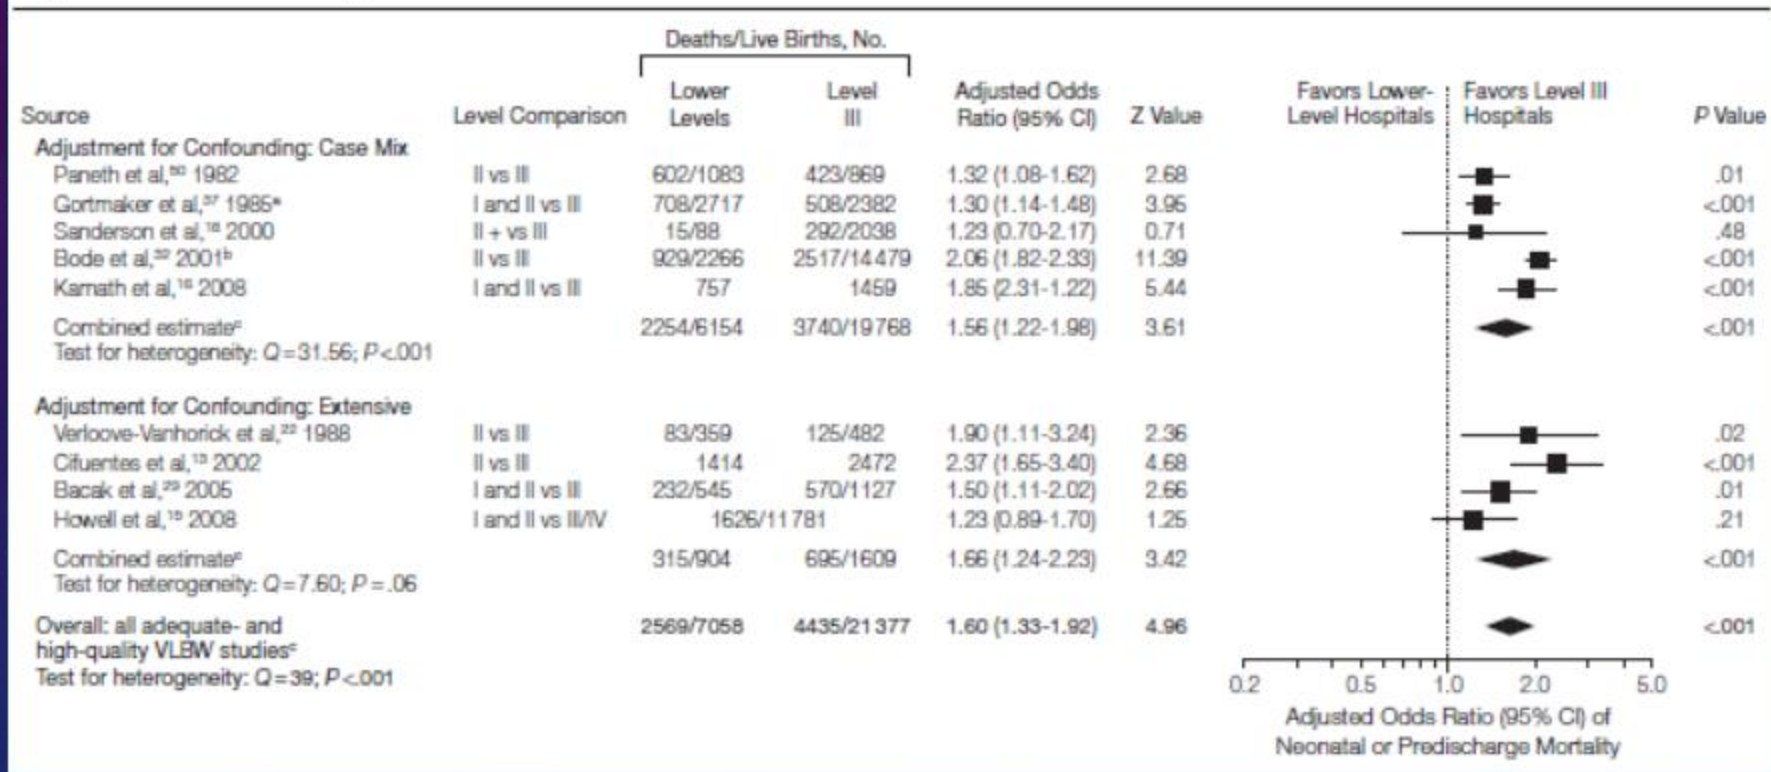 Deaths/Live Births, No.
Source Level Comparison Lower Levels Level III Adjusted Odds Ratio (95% CI) Z Value Favors Lower-Level Hospitals Favors Level III Hospitals P Value
Adjustment for Confounding: Case Mix
Paneth et al,50 1982 II vs III 602/1083 423/869 1.32 (1.08-1.62) 2.68 .01
Gortmaker et al,37 1985a I and II vs III 708/2717 508/2382 1.30 (1.14-1.48) 3.95 <.001
Sanderson et al,18 2000 II + vs III 15/88 292/2038 1.23 (0.70-2.17) 0.71 .48
Bode et al,32 2001b II vs III 929/2266 2517/14 479 2.06 (1.82-2.33) 11.39 <.001
Kamath et al,16 2008 I and II vs III 757 1459 1.85 (2.31-1.22) 5.44 <.001
Combined estimatec 2254/6154 3740/19 768 1.56 (1.22-1.98) 3.61 <.001
Test for heterogeneity: Q=31.56; P<.001
Adjustment for Confounding: Extensive
Verloove-Vanhorick et al,22 1988 II vs III 83/359 125/482 1.90 (1.11-3.24) 2.36 .02
Cifuentes et al,13 2002 II vs III 1414 2472 2.37 (1.65-3.40) 4.68 <.001
Bacak et al,29 2005 I and II vs III 232/545 570/1127 1.50 (1.11-2.02) 2.66 .01
Howell et al,15 2008 I and II vs III/IV 1626/11 781 1.23 (0.89-1.70) 1.25 .21
Combined estimatec 315/904 695/1609 1.66 (1.24-2.23) 3.42 <.001
Test for heterogeneity: Q=7.60; P=.06
Overall: all adequate- and 2569/7058 4435/21 377 1.60 (1.33-1.92) 4.96 <.001
high-quality VLBW studiesc
Test for heterogeneity: Q=39; P<.001
0.2 0.5 1.0 2.0 5.0
Adjusted Odds Ratio (95% CI) of
Neonatal or Predischarge Mortality